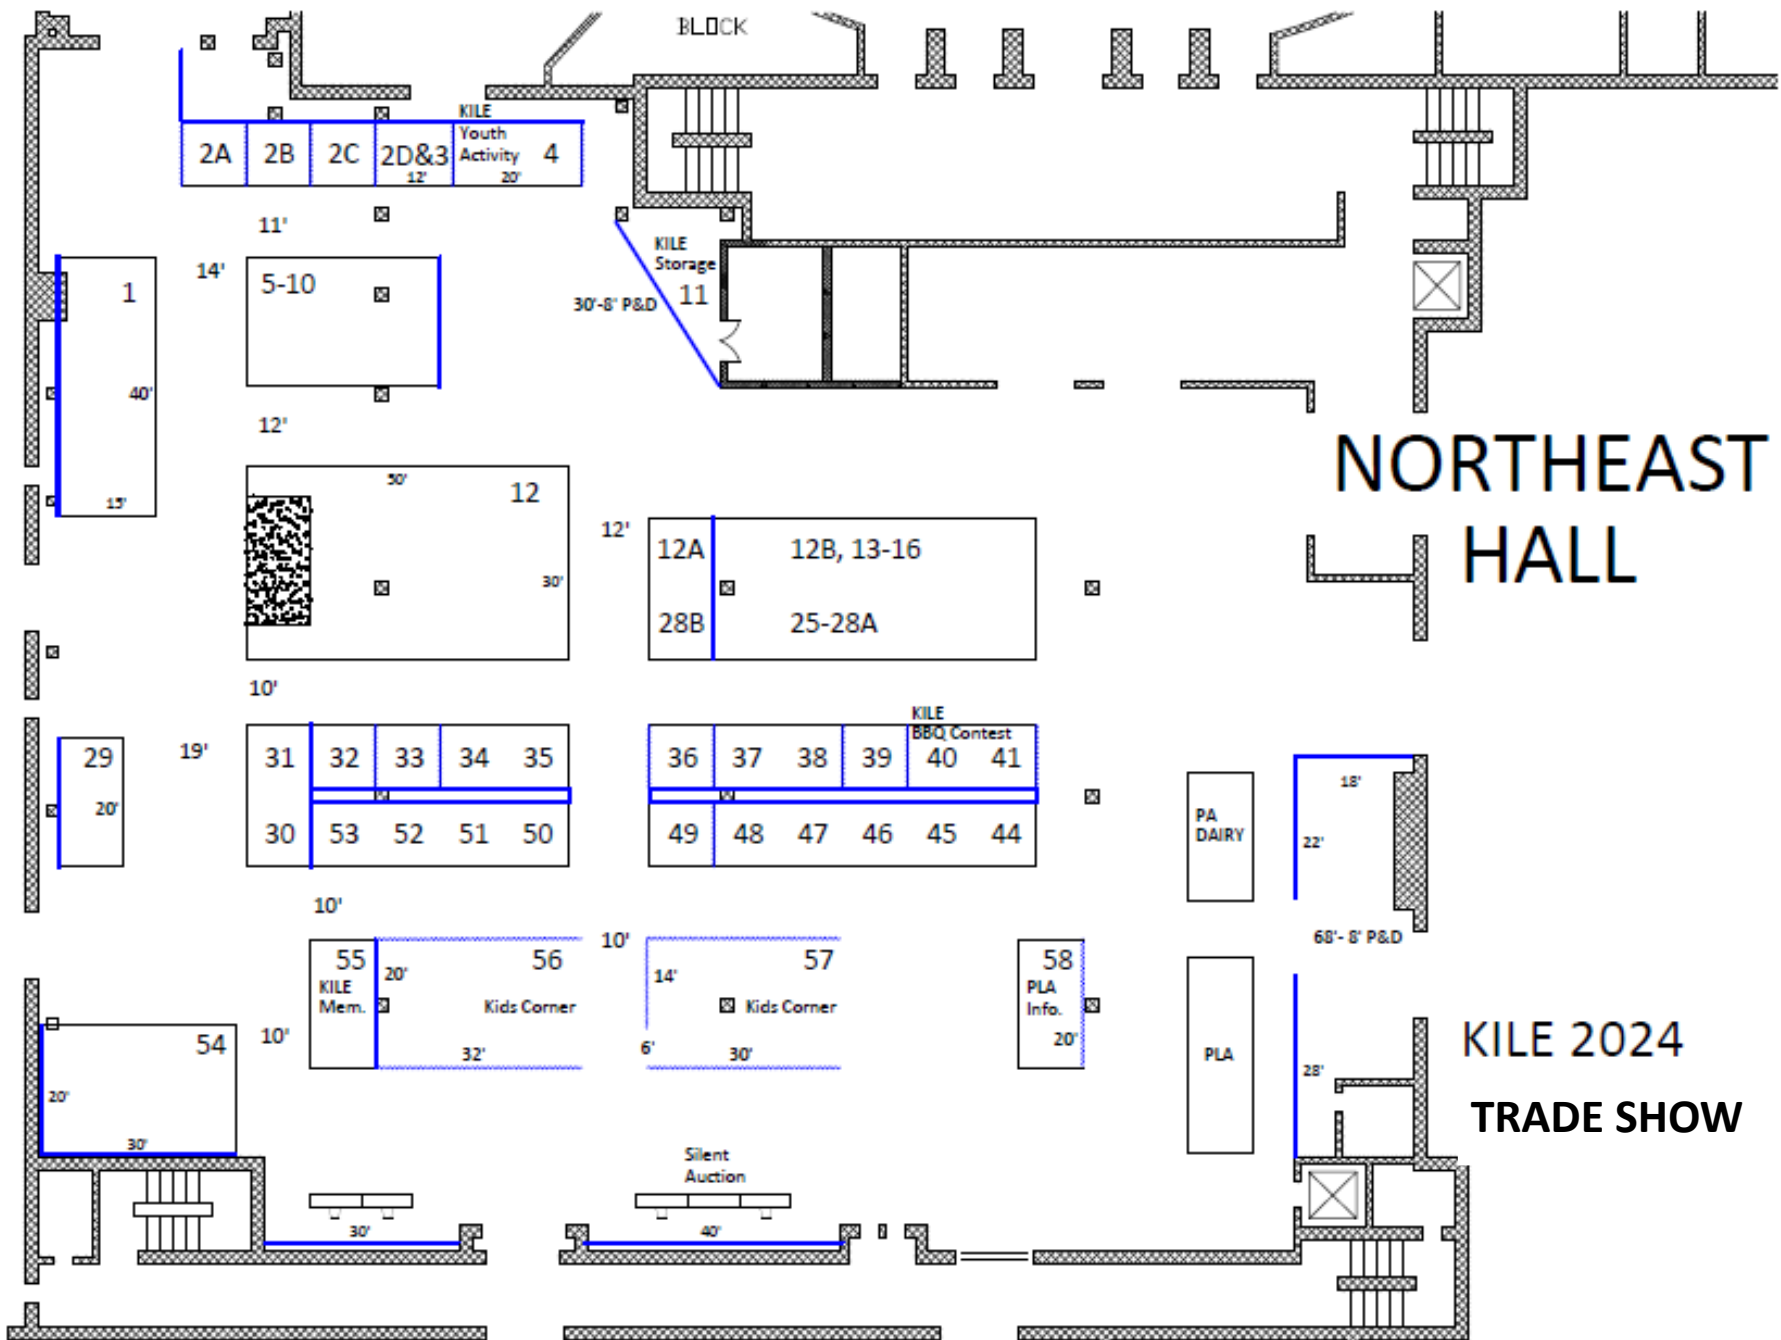 BLOCK
KILE
Youth
Activity
2A
2B
2C
2D&3
4
12'
20'
11'
KILE
Storage
11
30'-8' P&D
14'
1
40'
15'
5-10
12'
NORTHEAST
HALL
50'
12
30'
12'
12A
12B, 13-16
28B
25-28A
10'
KILE
BBQ Contest
29
20'
19'
31
32
33
34
35
36
37
38
39
40
41
30
53
52
51
50
49
48
47
46
45
44
PA
DAIRY
18'
22'
68'- 8' P&D
10'
55
KILE
Mem.
20'
56
Kids Corner
32'
10'
14'
57
Kids Corner
6'
30'
58
PLA
Info.
20'
PLA
28'
54
10'
20'
30'
KILE 2024
TRADE SHOW
Silent
Auction
30'
40'